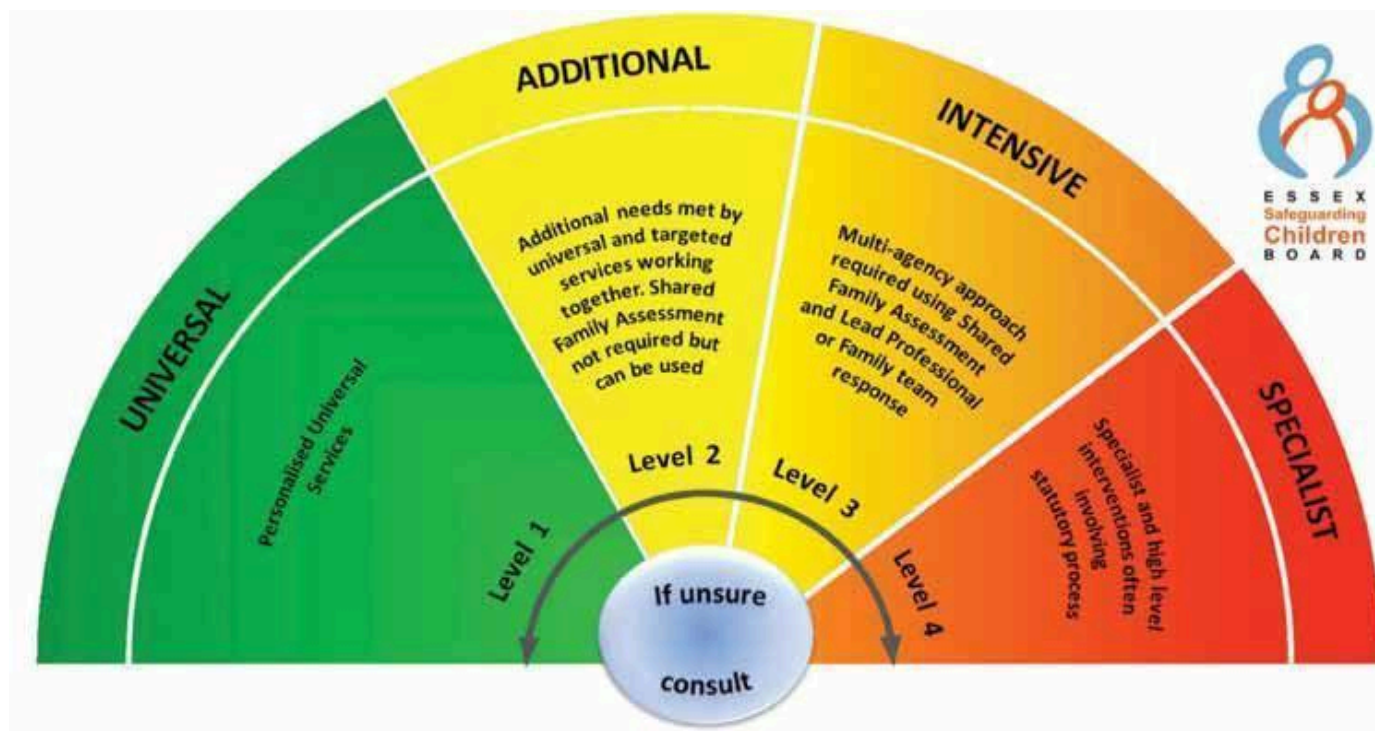 UNIVERSAL
Personalised Universal
Services
Level 1
ADDITIONAL
Additional needs met by
universal and targeted
services working
together. Shared
Family Assessment
not required but
can be used
Level 2
INTENSIVE
Multi-agency approach
required using Shared
Family Assessment
and Lead Professional
or Family team
response
Level 3
SPECIALIST
Specialist and high level
interventions often
involving
statutory process
Level 4
If unsure
consult
ESSEX
Safeguarding
Children
BOARD